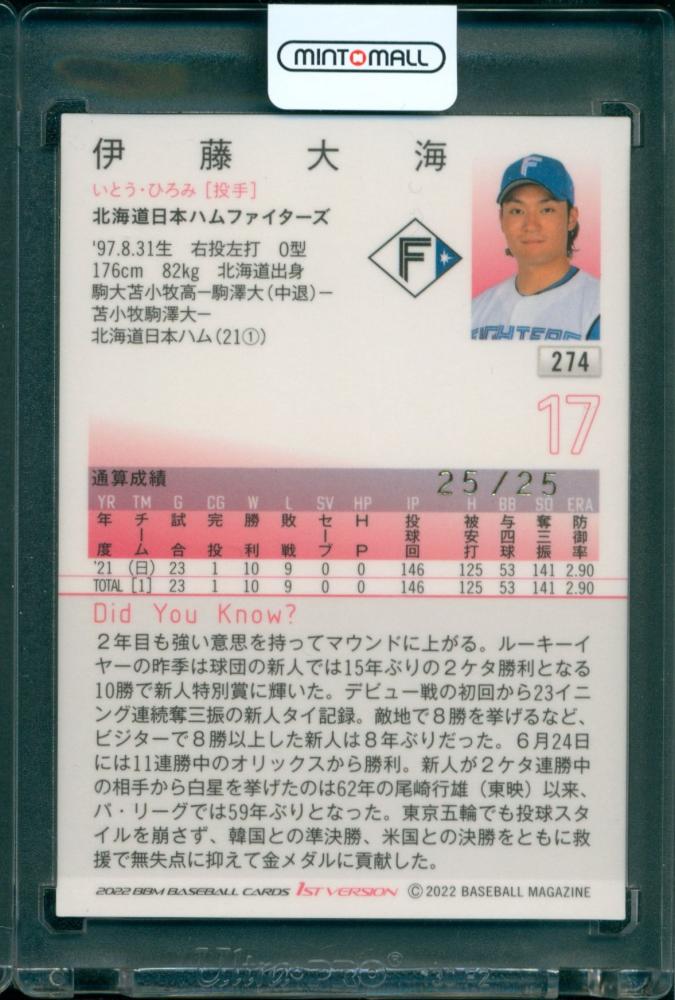 MINTMALL
伊藤大海
いとう・ひろみ［投手］
北海道日本ハムファイターズ
'97.8.31生　右投左打　O型
176cm　82kg　北海道出身
駒大苫小牧高ー駒澤大(中退)ー
苫小牧駒澤大ー
北海道日本ハム(21①)
F
F
FIGHTERS
274
17
通算成績
25/25
YR TM G CG W L SV HP IP H BB SO ERA
年度 チーム 試合 完投 勝利 敗戦 セーブ HP 投球回 被安打 与四球 奪三振 防御率
'21 (日) 23 1 10 9 0 0 146 125 53 141 2.90
TOTAL [1] 23 1 10 9 0 0 146 125 53 141 2.90
Did You Know?
２年目も強い意思を持ってマウンドに上がる。ルーキーイ
ヤーの昨季は球団の新人では15年ぶりの２ケタ勝利となる
10勝で新人特別賞に輝いた。デビュー戦の初回から23イニ
ング連続奪三振の新人タイ記録。敵地で８勝を挙げるなど、
ビジターで８勝以上した新人は８年ぶりだった。６月24日
には11連勝中のオリックスから勝利。新人が２ケタ連勝中
の相手から白星を挙げたのは62年の尾崎行雄（東映）以来、
パ・リーグでは59年ぶりとなった。東京五輪でも投球スタ
イルを崩さず、韓国との準決勝、米国との決勝をともに救
援で無失点に抑えて金メダルに貢献した。
2022 BBM BASEBALL CARDS 1ST VERSION ©2022 BASEBALL MAGAZINE
Ultra·PRO®